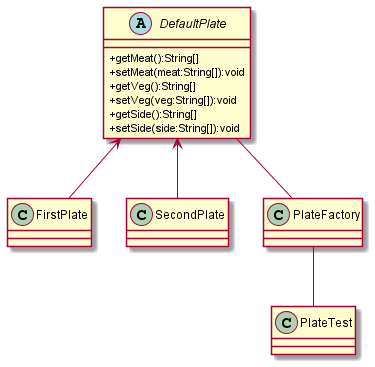 A DefaultPlate
+getMeat():String[]
+setMeat(meat:String[]):void
+getVeg():String[]
+setVeg(veg:String[]):void
+getSide():String[]
+setSide(side:String[]):void
C FirstPlate
C SecondPlate
C PlateFactory
C PlateTest